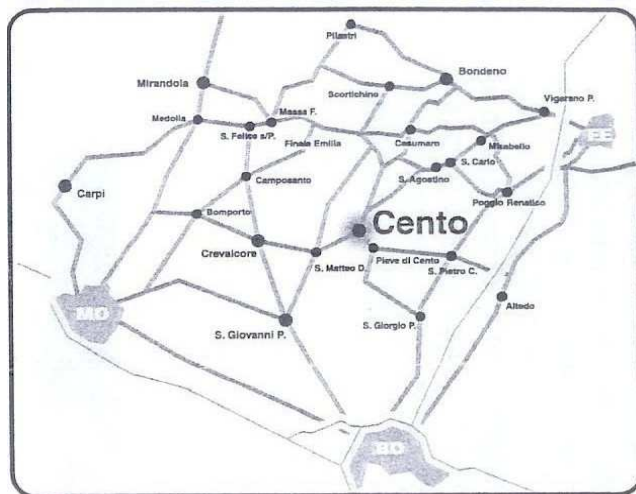 Pilastri
Bondeno
Mirandola
Scortichino
Vigarano P.
Medolla
Massa F.
S. Felice s/P.
Finale Emilia
Casumaro
Mirabello
FE
S. Carlo
S. Agostino
Camposanto
Carpi
Poggio Renatico
Bomporto
Cento
Crevalcore
Pieve di Cento
S. Matteo D.
S. Pietro C.
MO
S. Giovanni P.
S. Giorgio P.
Altedo
BO